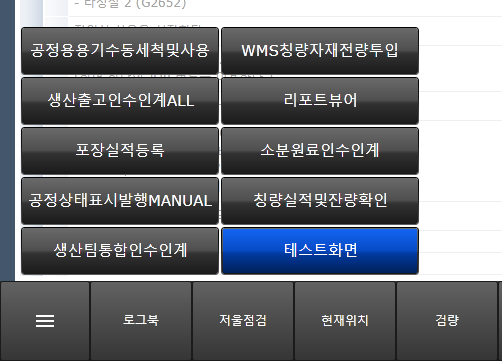 - 타정실 2 (G2652)
공정용용기수동세척및사용
WMS칭량자재전량투입
생산출고인수인계ALL
리포트뷰어
포장실적등록
소분원료인수인계
공정상태표시발행MANUAL
칭량실적및잔량확인
생산팀통합인수인계
테스트화면
로그북
저울점검
현재위치
검량